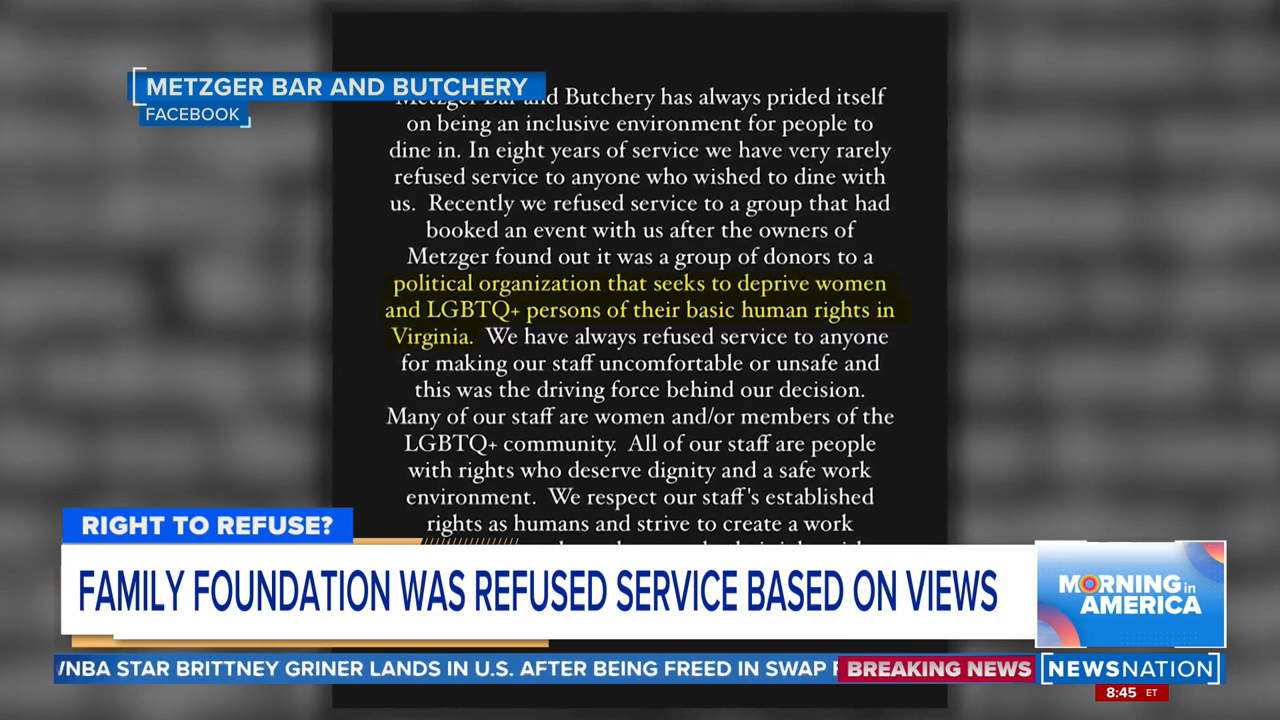 METZGER BAR AND BUTCHERY
FACEBOOK
Metzger Bar and Butchery has always prided itself
on being an inclusive environment for people to
dine in. In eight years of service we have very rarely
refused service to anyone who wished to dine with
us. Recently we refused service to a group that had
booked an event with us after the owners of
Metzger found out it was a group of donors to a
political organization that seeks to deprive women
and LGBTQ+ persons of their basic human rights in
Virginia. We have always refused service to anyone
for making our staff uncomfortable or unsafe and
this was the driving force behind our decision.
Many of our staff are women and/or members of the
LGBTQ+ community. All of our staff are people
with rights who deserve dignity and a safe work
environment. We respect our staff's established
rights as humans and strive to create a work
RIGHT TO REFUSE?
FAMILY FOUNDATION WAS REFUSED SERVICE BASED ON VIEWS
MORNING in
AMERICA
WNBA STAR BRITTNEY GRINER LANDS IN U.S. AFTER BEING FREED IN SWAP
BREAKING NEWS
NEWSNATION
8:45 ET